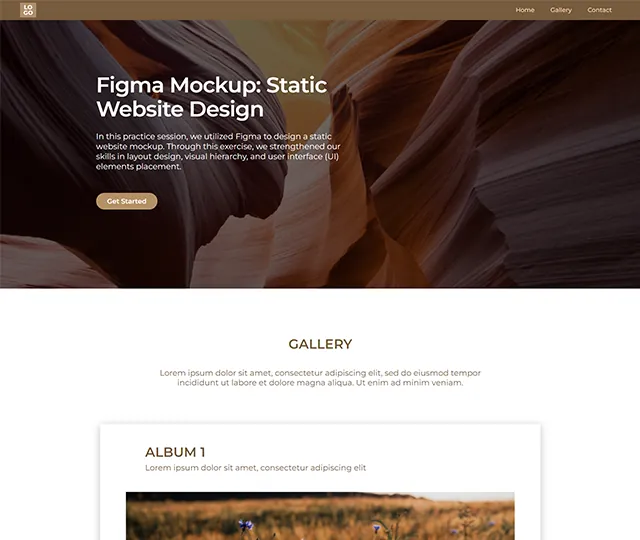 LO
GO
Home Gallery Contact
Figma Mockup: Static
Website Design
In this practice session, we utilized Figma to design a static
website mockup. Through this exercise, we strengthened our
skills in layout design, visual hierarchy, and user interface (UI)
elements placement.
Get Started
GALLERY
Lorem ipsum dolor sit amet, consectetur adipiscing elit, sed do eiusmod tempor
incididunt ut labore et dolore magna aliqua. Ut enim ad minim veniam.
ALBUM 1
Lorem ipsum dolor sit amet, consectetur adipiscing elit